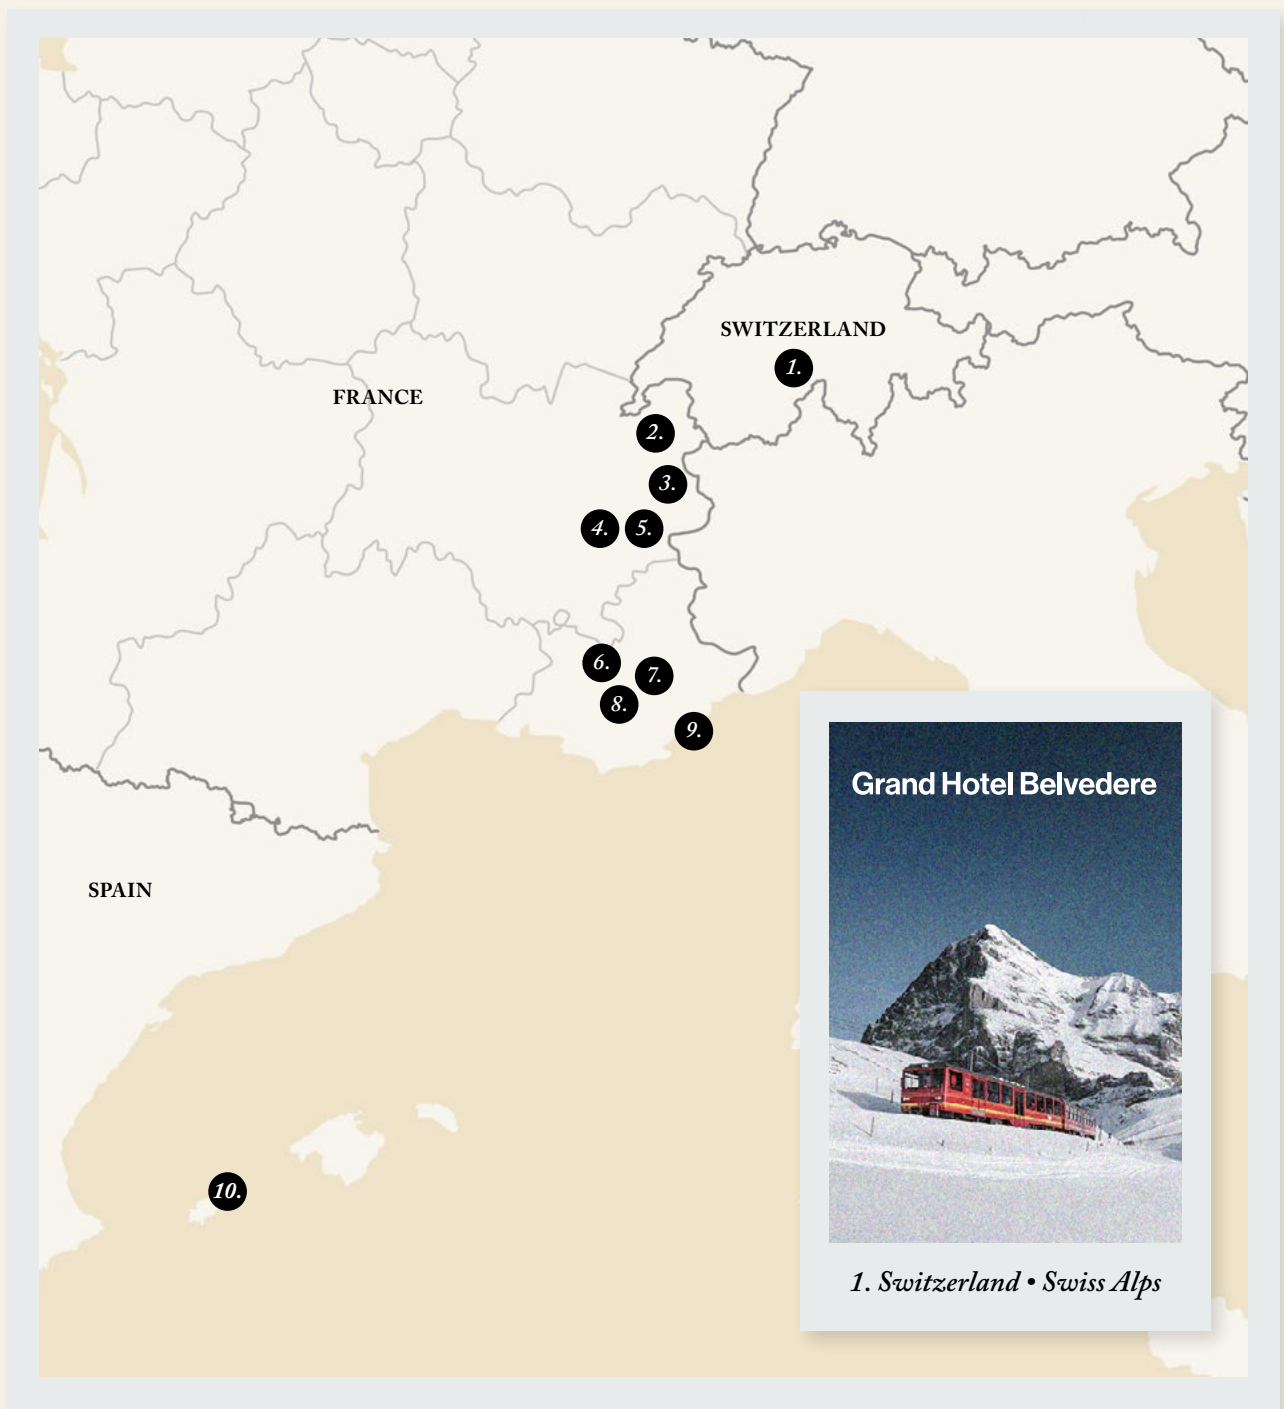 SWITZERLAND
1.
FRANCE
2.
3.
4. 5.
6.
7.
8.
9.
Grand Hotel Belvedere
SPAIN
10.
1. Switzerland • Swiss Alps